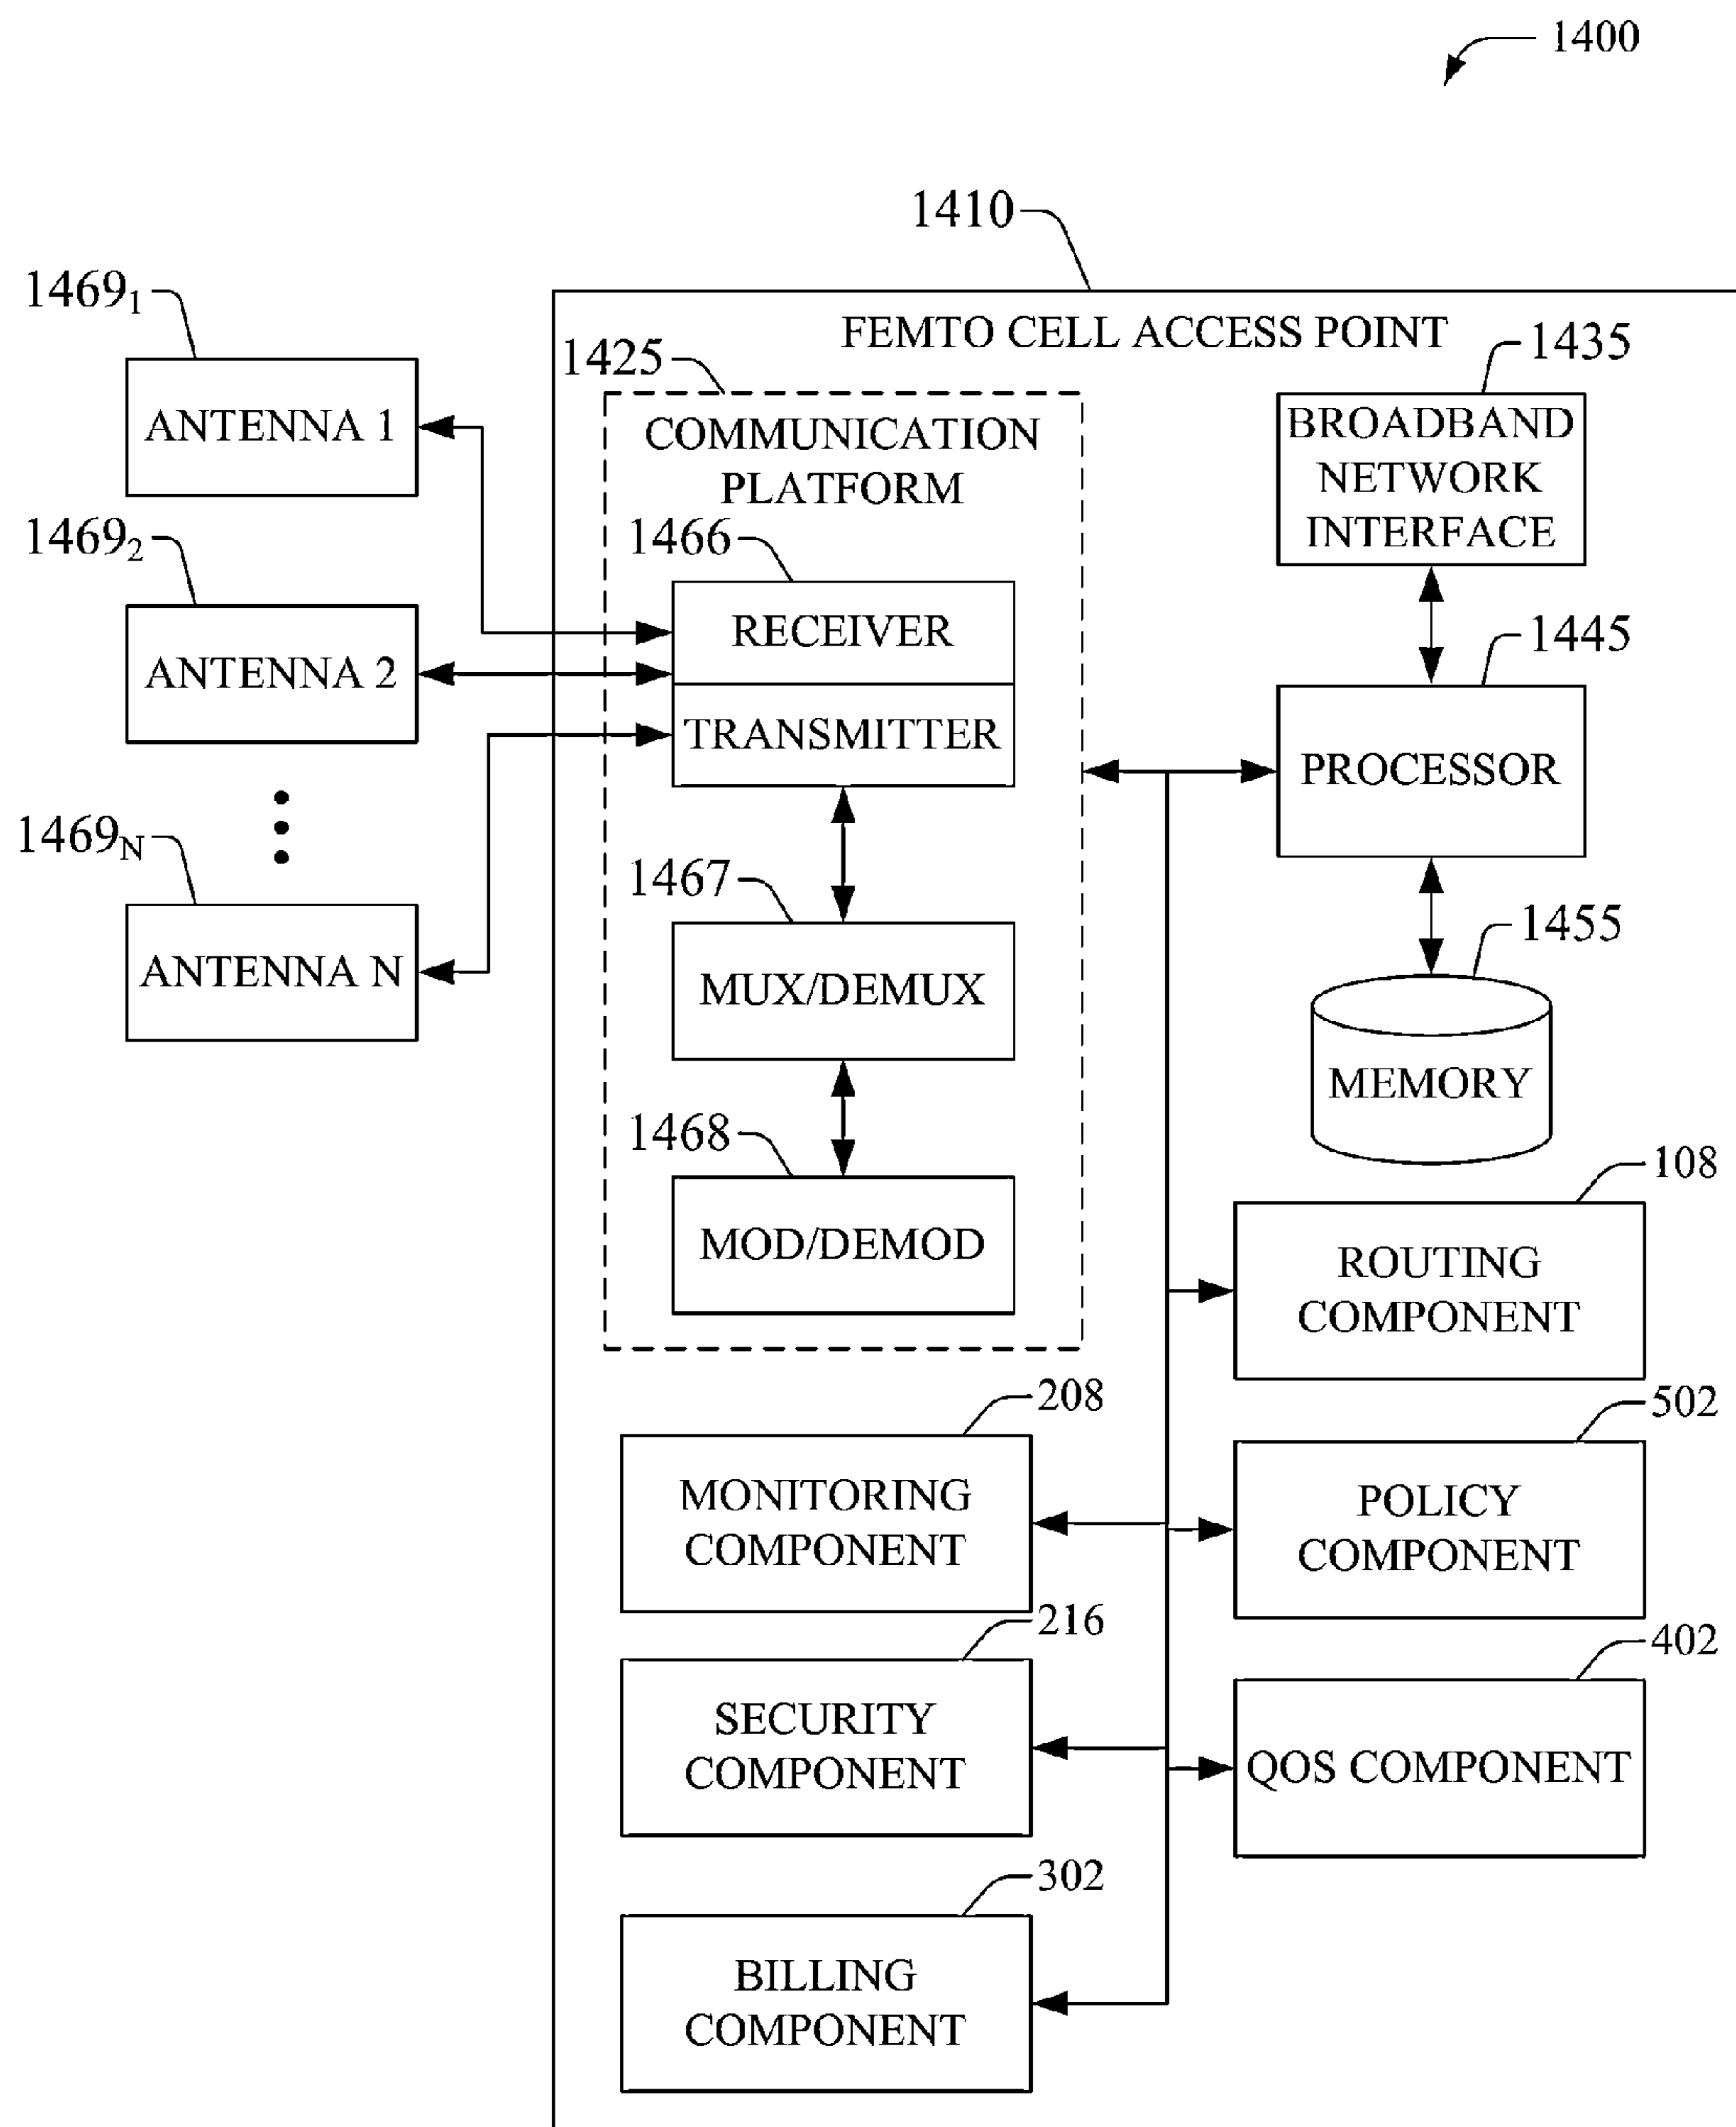 1400
1410
FEMTO CELL ACCESS POINT
1469₁
ANTENNA 1
1469₂
ANTENNA 2
1469N
ANTENNA N
1425
COMMUNICATION
PLATFORM
1466
RECEIVER
TRANSMITTER
1467
MUX/DEMUX
1468
MOD/DEMOD
1435
BROADBAND
NETWORK
INTERFACE
1445
PROCESSOR
1455
MEMORY
108
ROUTING
COMPONENT
208
MONITORING
COMPONENT
502
POLICY
COMPONENT
216
SECURITY
COMPONENT
402
QOS COMPONENT
302
BILLING
COMPONENT